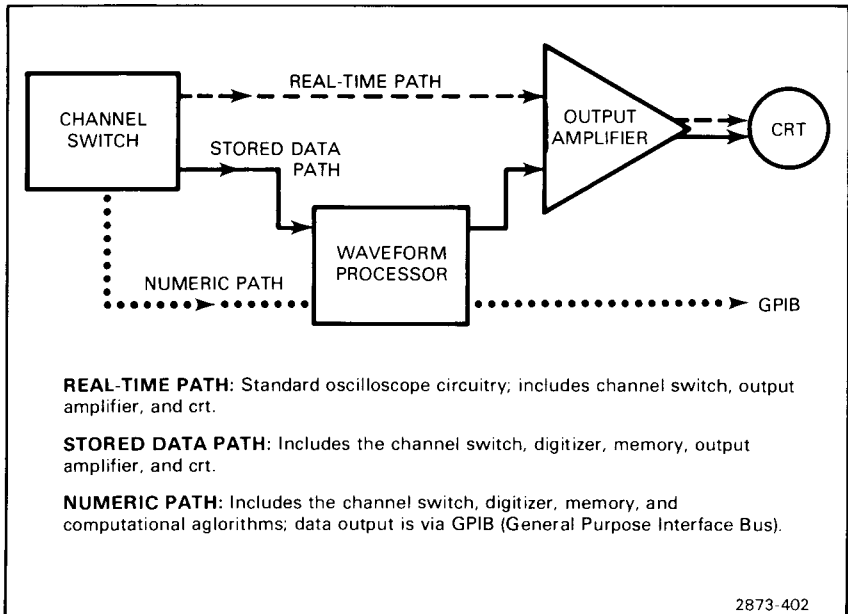 REAL-TIME PATH
CHANNEL
SWITCH
OUTPUT
AMPLIFIER
CRT
STORED DATA
PATH
WAVEFORM
PROCESSOR
NUMERIC PATH
GPIB
REAL-TIME PATH: Standard oscilloscope circuitry; includes channel switch, output
amplifier, and crt.
STORED DATA PATH: Includes the channel switch, digitizer, memory, output
amplifier, and crt.
NUMERIC PATH: Includes the channel switch, digitizer, memory, and
computational aglorithms; data output is via GPIB (General Purpose Interface Bus).
2873-402